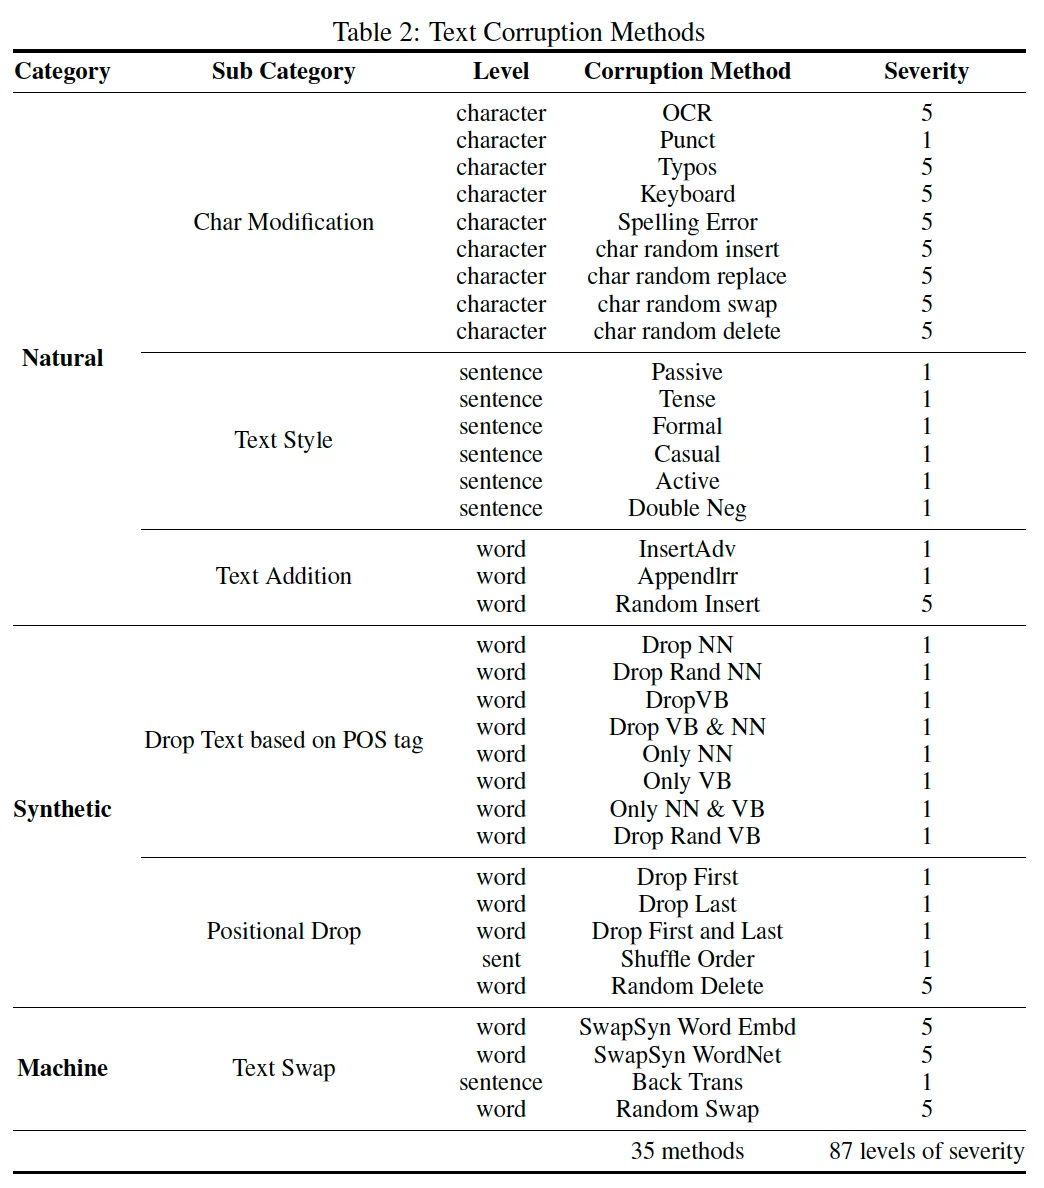 Table 2: Text Corruption Methods
Category Sub Category Level Corruption Method Severity
character OCR 5
character Punct 1
character Typos 5
character Keyboard 5
Char Modification character Spelling Error 5
character char random insert 5
character char random replace 5
character char random swap 5
character char random delete 5
Natural
sentence Passive 1
sentence Tense 1
sentence Formal 1
Text Style
sentence Casual 1
sentence Active 1
sentence Double Neg 1
word InsertAdv 1
Text Addition word Appendlrr 1
word Random Insert 5
word Drop NN 1
word Drop Rand NN 1
word DropVB 1
word Drop VB & NN 1
Drop Text based on POS tag
word Only NN 1
word Only VB 1
Synthetic word Only NN & VB 1
word Drop Rand VB 1
word Drop First 1
word Drop Last 1
Positional Drop word Drop First and Last 1
sent Shuffle Order 1
word Random Delete 5
word SwapSyn Word Embd 5
word SwapSyn WordNet 5
Machine Text Swap
sentence Back Trans 1
word Random Swap 5
35 methods 87 levels of severity